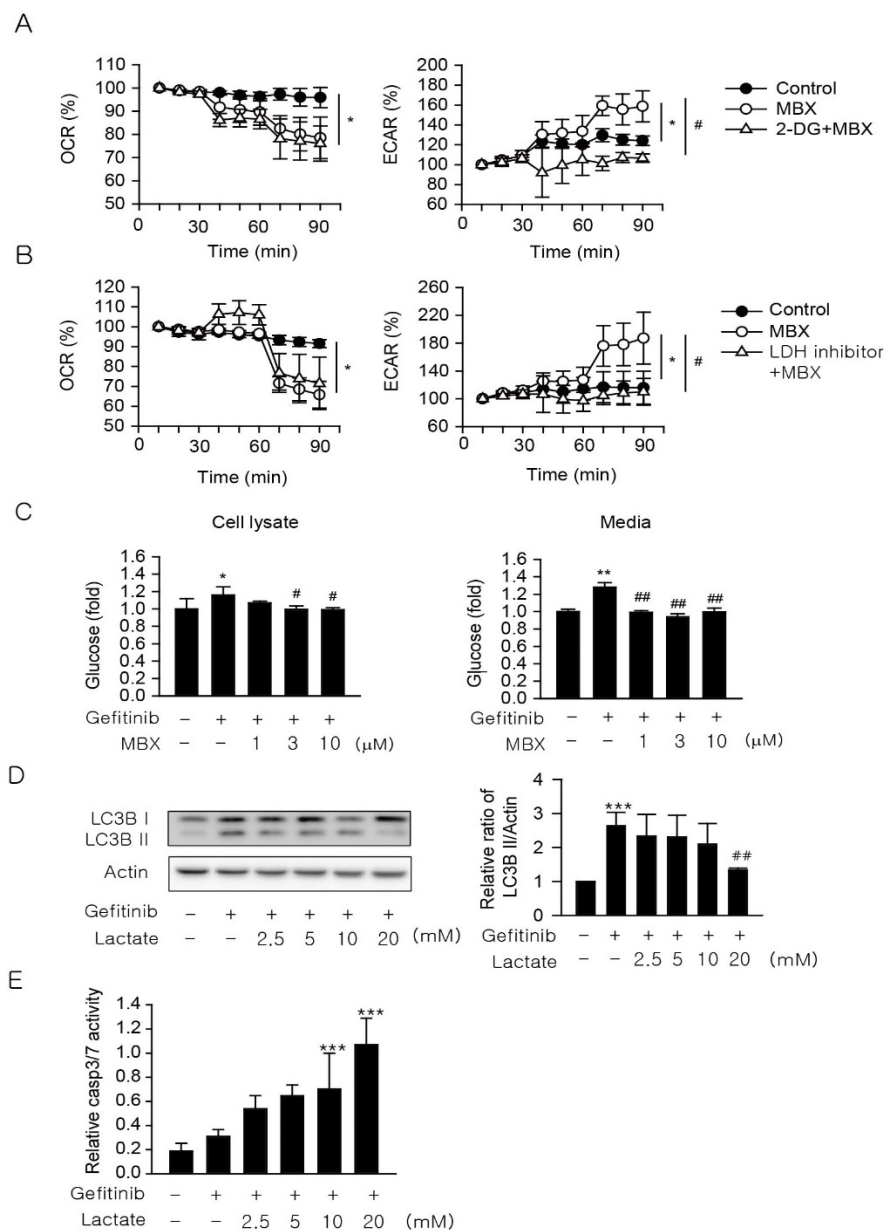 A
OCR (%)
100
90
80
70
60
50
0 30 60 90
Time (min)
*
ECAR (%)
200
180
160
140
120
100
80
60
0 30 60 90
Time (min)
* #
Control
MBX
2-DG+MBX
B
OCR (%)
120
110
100
90
80
70
60
50
0 30 60 90
Time (min)
*
ECAR (%)
260
220
180
140
100
60
0 30 60 90
Time (min)
* #
Control
MBX
LDH inhibitor
+MBX
C
Cell lysate
Glucose (fold)
1.6
1.4
1.2
1.0
0.8
0.6
0.4
0.2
0.0
* # #
Gefitinib − + + + +
MBX − − 1 3 10 (μM)
Media
Glucose (fold)
1.6
1.4
1.2
1.0
0.8
0.6
0.4
0.2
0.0
** ## ## ##
Gefitinib − + + + +
MBX − − 1 3 10 (μM)
D
LC3B I
LC3B II
Actin
Gefitinib − + + + + +
Lactate − − 2.5 5 10 20 (mM)
Relative ratio of
LC3B II/Actin
4
3
2
1
0
*** ##
Gefitinib − + + + + +
Lactate − − 2.5 5 10 20 (mM)
E
Relative casp3/7 activity
1.4
1.2
1.0
0.8
0.6
0.4
0.2
0.0
*** ***
Gefitinib − + + + + +
Lactate − − 2.5 5 10 20 (mM)